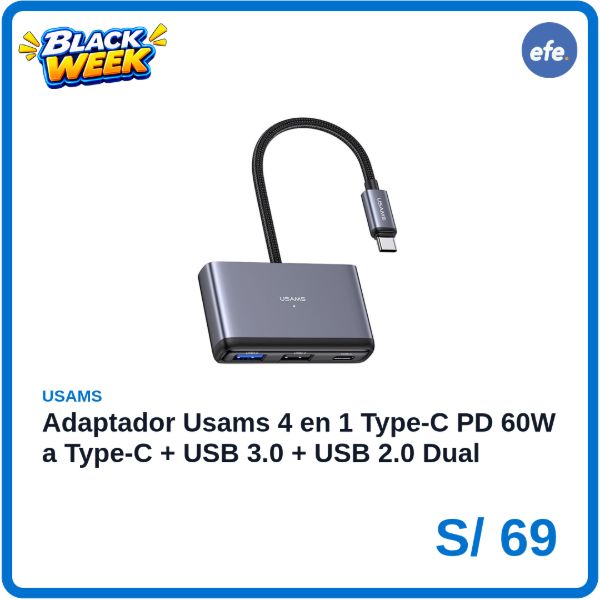 BLACK
WEEK
efe.
USAMS
USAMS
USAMS
Adaptador Usams 4 en 1 Type-C PD 60W
a Type-C + USB 3.0 + USB 2.0 Dual
S/ 69